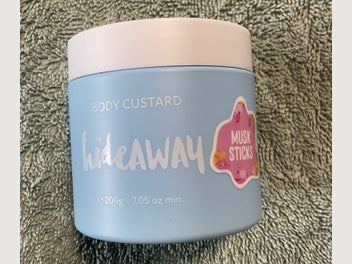 BODY CUSTARD
hideAWAY
MUSK
STICKS
200g - 7.05 oz min.